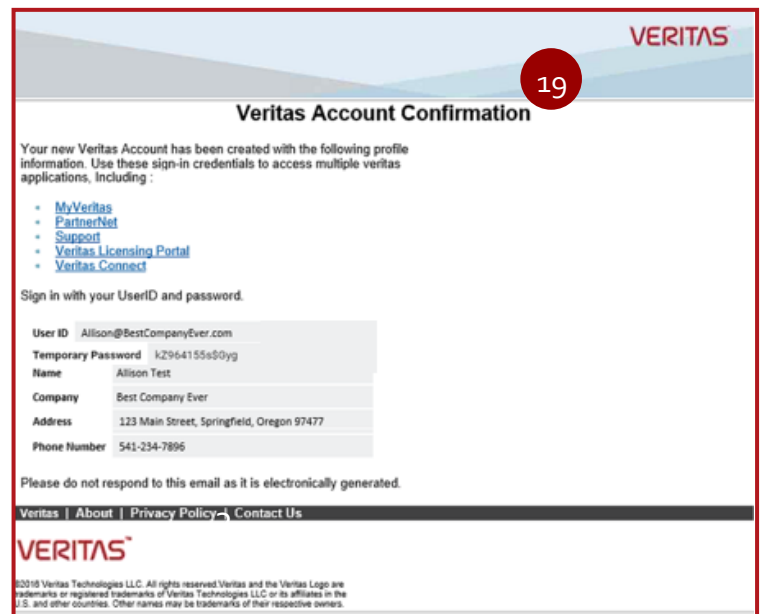 VERITAS
19
Veritas Account Confirmation
Your new Veritas Account has been created with the following profile
information. Use these sign-in credentials to access multiple veritas
applications, Including :
MyVeritas
PartnerNet
Support
Veritas Licensing Portal
Veritas Connect
Sign in with your UserID and password.
User ID Allison@BestCompanyEver.com
Temporary Password kZ964155s$Gyg
Name Allison Test
Company Best Company Ever
Address 123 Main Street, Springfield, Oregon 97477
Phone Number 541-234-7896
Please do not respond to this email as it is electronically generated.
Veritas | About | Privacy Policy | Contact Us
VERITAS™
©2016 Veritas Technologies LLC. All rights reserved.Veritas and the Veritas Logo are
trademarks or registered trademarks of Veritas Technologies LLC or its affiliates in the
U.S. and other countries. Other names may be trademarks of their respective owners.